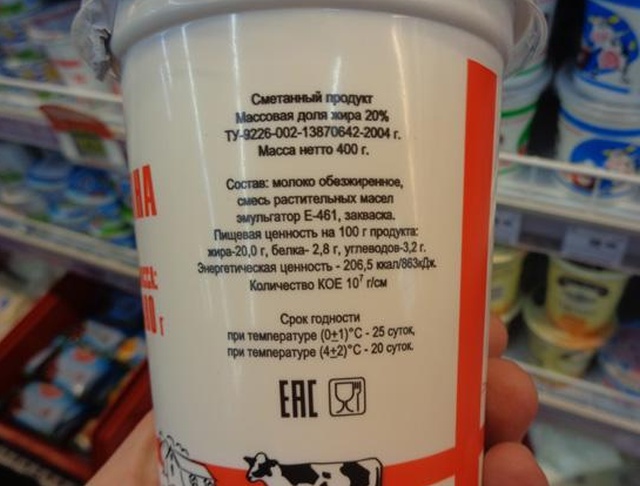 Сметанный продукт
Массовая доля жира 20%
ТУ-9226-002-13870642-2004 г.
Масса нетто 400 г.
Состав: молоко обезжиренное,
смесь растительных масел
эмульгатор Е-461, закваска.
Пищевая ценность на 100 г продукта:
жира-20,0 г, белка- 2,8 г, углеводов-3,2 г.
Энергетическая ценность - 206,5 ккал/863кДж.
Количество КОЕ 10⁷ г/см
Срок годности
при температуре (0±1)°С - 25 суток,
при температуре (4±2)°С - 20 суток.
ЕАС